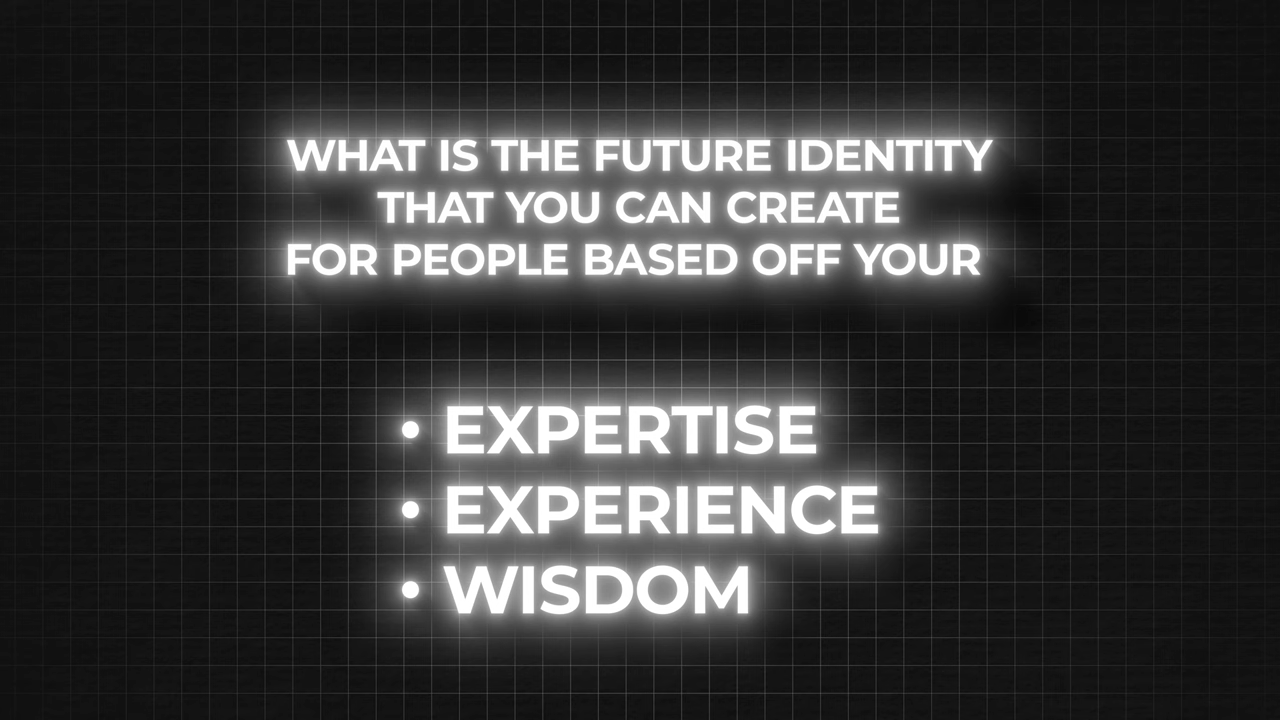 WHAT IS THE FUTURE IDENTITY
THAT YOU CAN CREATE
FOR PEOPLE BASED OFF YOUR
• EXPERTISE
• EXPERIENCE
• WISDOM